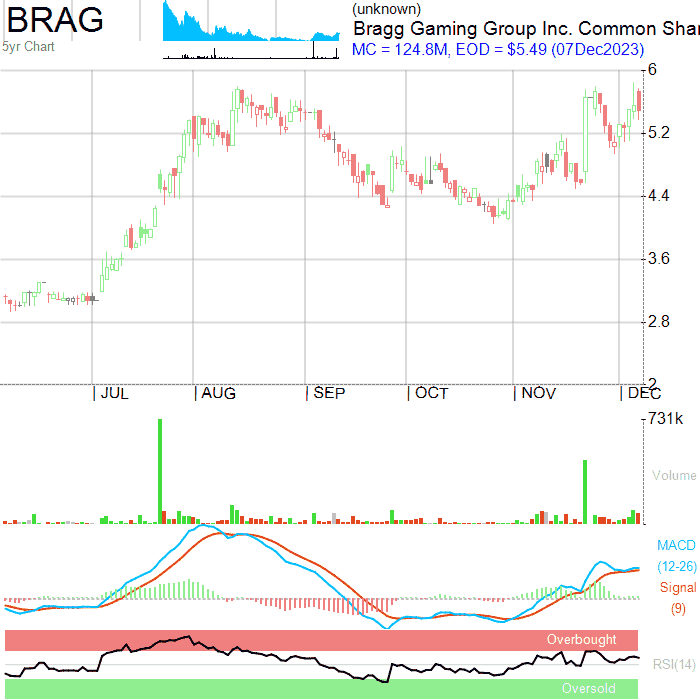 BRAG
5yr Chart
(unknown)
Bragg Gaming Group Inc. Common Shar
MC = 124.8M, EOD = $5.49 (07Dec2023)
6
5.2
4.4
3.6
2.8
2
JUL AUG SEP OCT NOV DEC
731k
Volume
MACD
(12-26)
Signal
(9)
Overbought
RSI(14)
Oversold